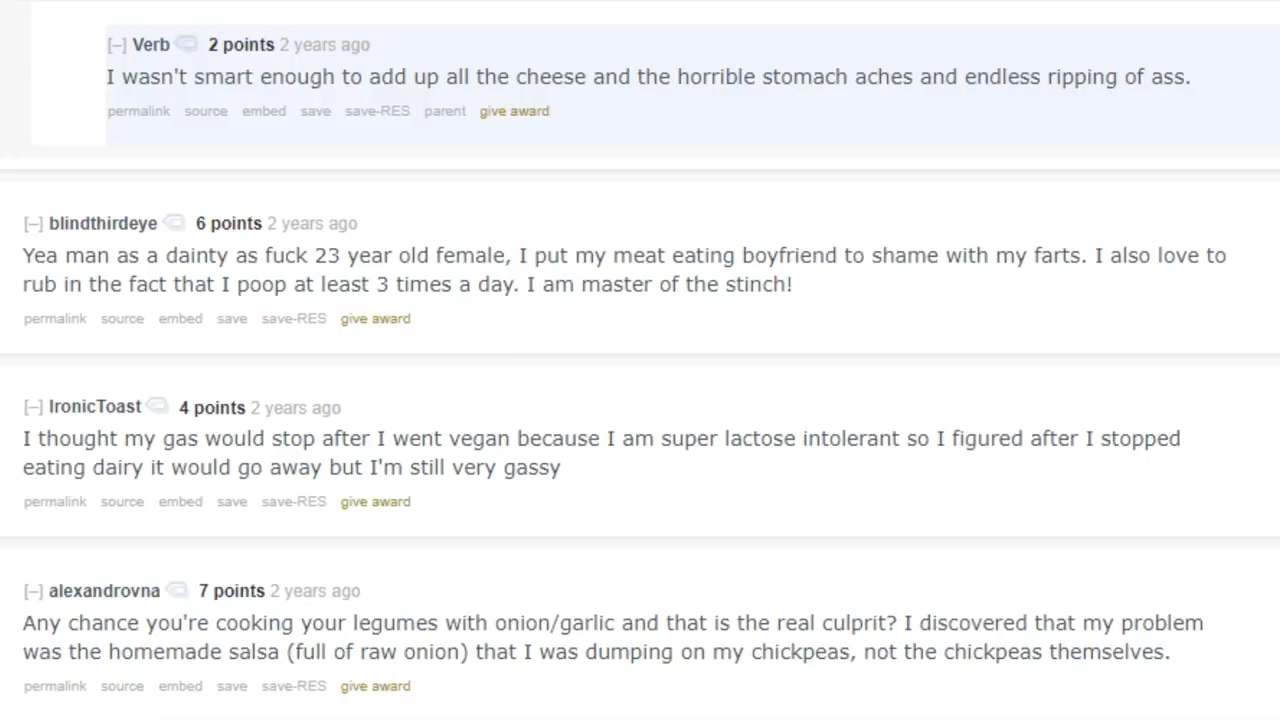 [–] Verb 2 points 2 years ago
I wasn't smart enough to add up all the cheese and the horrible stomach aches and endless ripping of ass.
permalink source embed save save-RES parent give award
[–] blindthirdeye 6 points 2 years ago
Yea man as a dainty as fuck 23 year old female, I put my meat eating boyfriend to shame with my farts. I also love to
rub in the fact that I poop at least 3 times a day. I am master of the stinch!
permalink source embed save save-RES give award
[–] IronicToast 4 points 2 years ago
I thought my gas would stop after I went vegan because I am super lactose intolerant so I figured after I stopped
eating dairy it would go away but I'm still very gassy
permalink source embed save save-RES give award
[–] alexandrovna 7 points 2 years ago
Any chance you're cooking your legumes with onion/garlic and that is the real culprit? I discovered that my problem
was the homemade salsa (full of raw onion) that I was dumping on my chickpeas, not the chickpeas themselves.
permalink source embed save save-RES give award